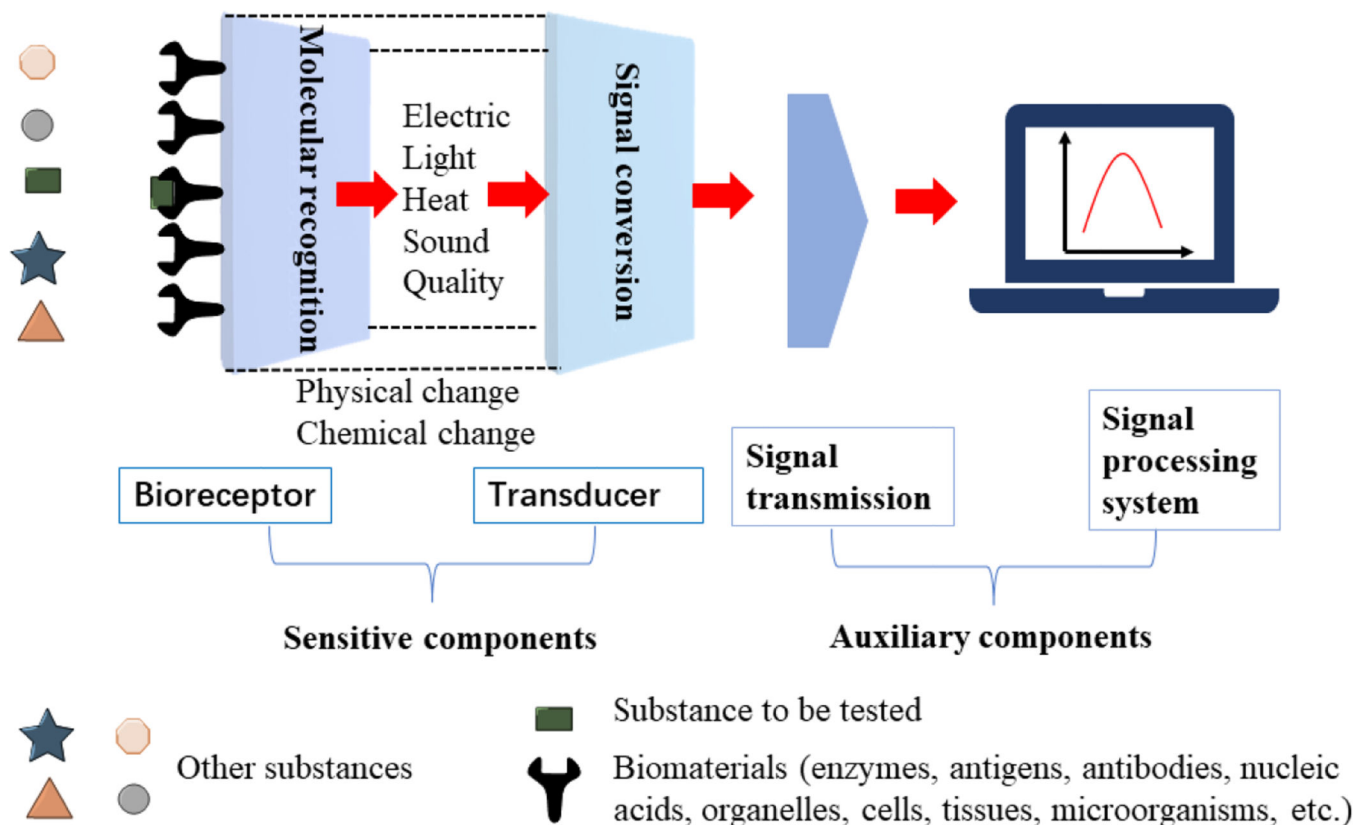 Molecular recognition
Electric
Light
Heat
Sound
Quality
Signal conversion
Physical change
Chemical change
Bioreceptor
Transducer
Signal
transmission
Signal
processing
system
Sensitive components
Auxiliary components
Other substances
Substance to be tested
Biomaterials (enzymes, antigens, antibodies, nucleic
acids, organelles, cells, tissues, microorganisms, etc.)